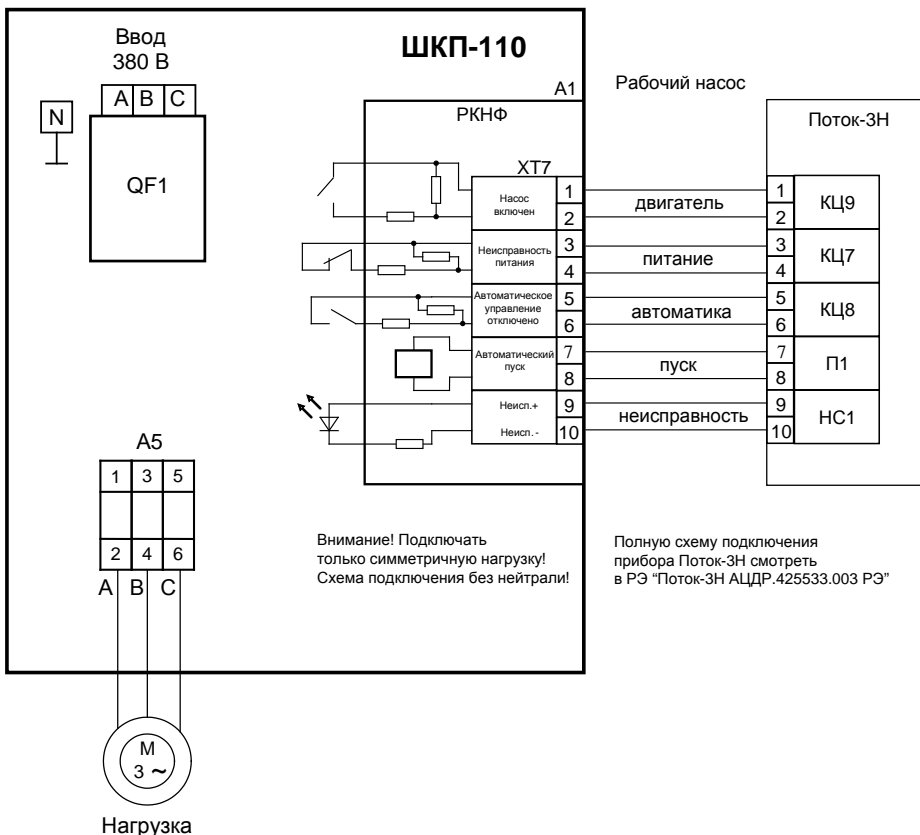 Ввод
380 В
ШКП-110
A B C
N
QF1
A1
Рабочий насос
РКНФ
Поток-3Н
XT7
Насос
включен
1
2
двигатель
1
2
КЦ9
Неисправность
питания
3
4
питание
3
4
КЦ7
Автоматическое
управление
отключено
5
6
автоматика
5
6
КЦ8
Автоматический
пуск
7
8
пуск
7
8
П1
Неисп.+
Неисп. -
9
10
неисправность
9
10
НС1
A5
1 3 5
2 4 6
A B C
Внимание! Подключать
только симметричную нагрузку!
Схема подключения без нейтрали!
Полную схему подключения
прибора Поток-3Н смотреть
в РЭ “Поток-3Н АЦДР.425533.003 РЭ”
М
3 ~
Нагрузка